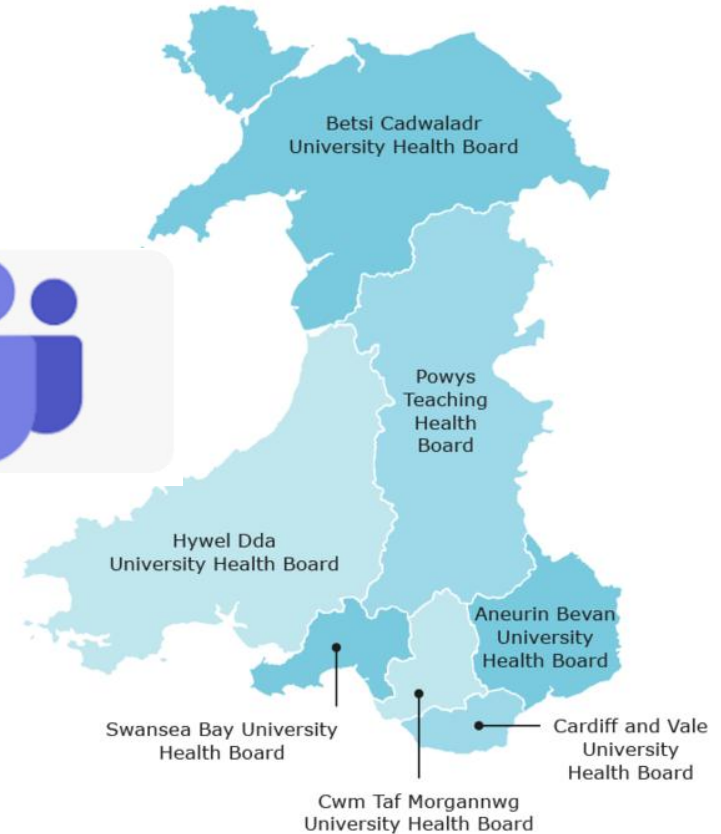 Betsi Cadwaladr
University Health Board
Powys
Teaching
Health
Board
Hywel Dda
University Health Board
Aneurin Bevan
University
Health Board
Swansea Bay University
Health Board
Cardiff and Vale
University
Health Board
Cwm Taf Morgannwg
University Health Board